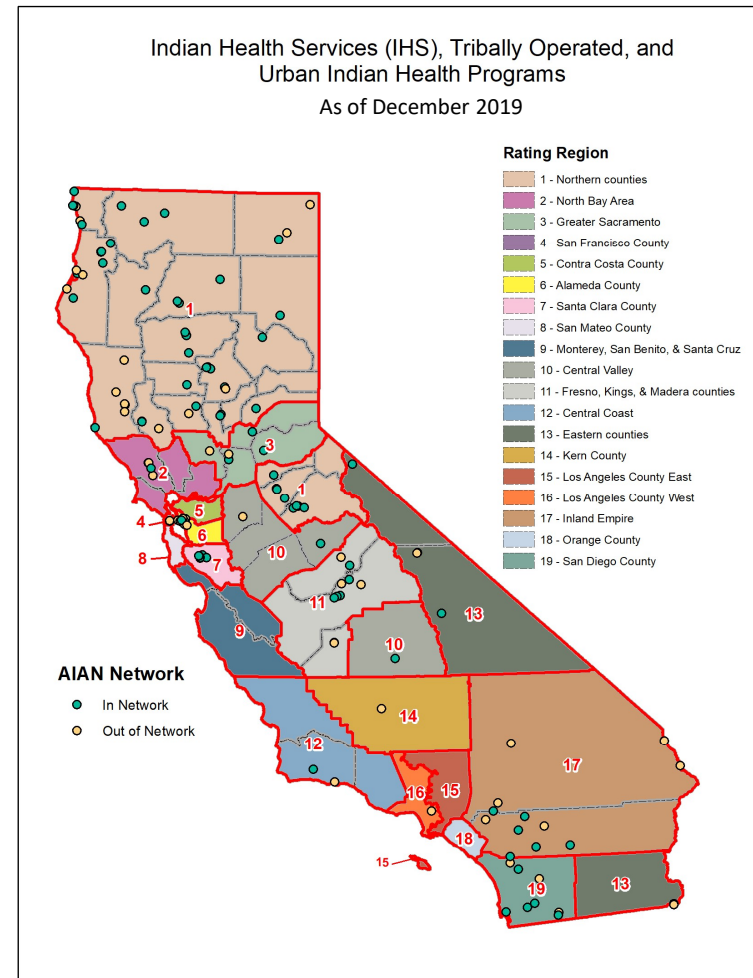 Indian Health Services (IHS), Tribally Operated, and
Urban Indian Health Programs
As of December 2019
Rating Region
1 - Northern counties
2 - North Bay Area
3 - Greater Sacramento
4 San Francisco County
5 - Contra Costa County
6 - Alameda County
7 - Santa Clara County
8 - San Mateo County
9 - Monterey, San Benito, & Santa Cruz
10 - Central Valley
11 - Fresno, Kings, & Madera counties
12 - Central Coast
13 - Eastern counties
14 - Kern County
15 - Los Angeles County East
16 - Los Angeles County West
17 - Inland Empire
18 - Orange County
19 - San Diego County
1
3
2
1
5
4
6
10
8
7
11
13
9
10
AIAN Network
In Network
Out of Network
14
12
17
16
15
18
15
19
13